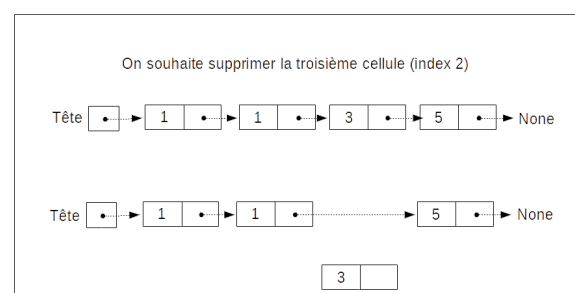 On souhaite supprimer la troisième cellule (index 2)
Tête 1 1 3 5 None
Tête 1 1 5 None
3